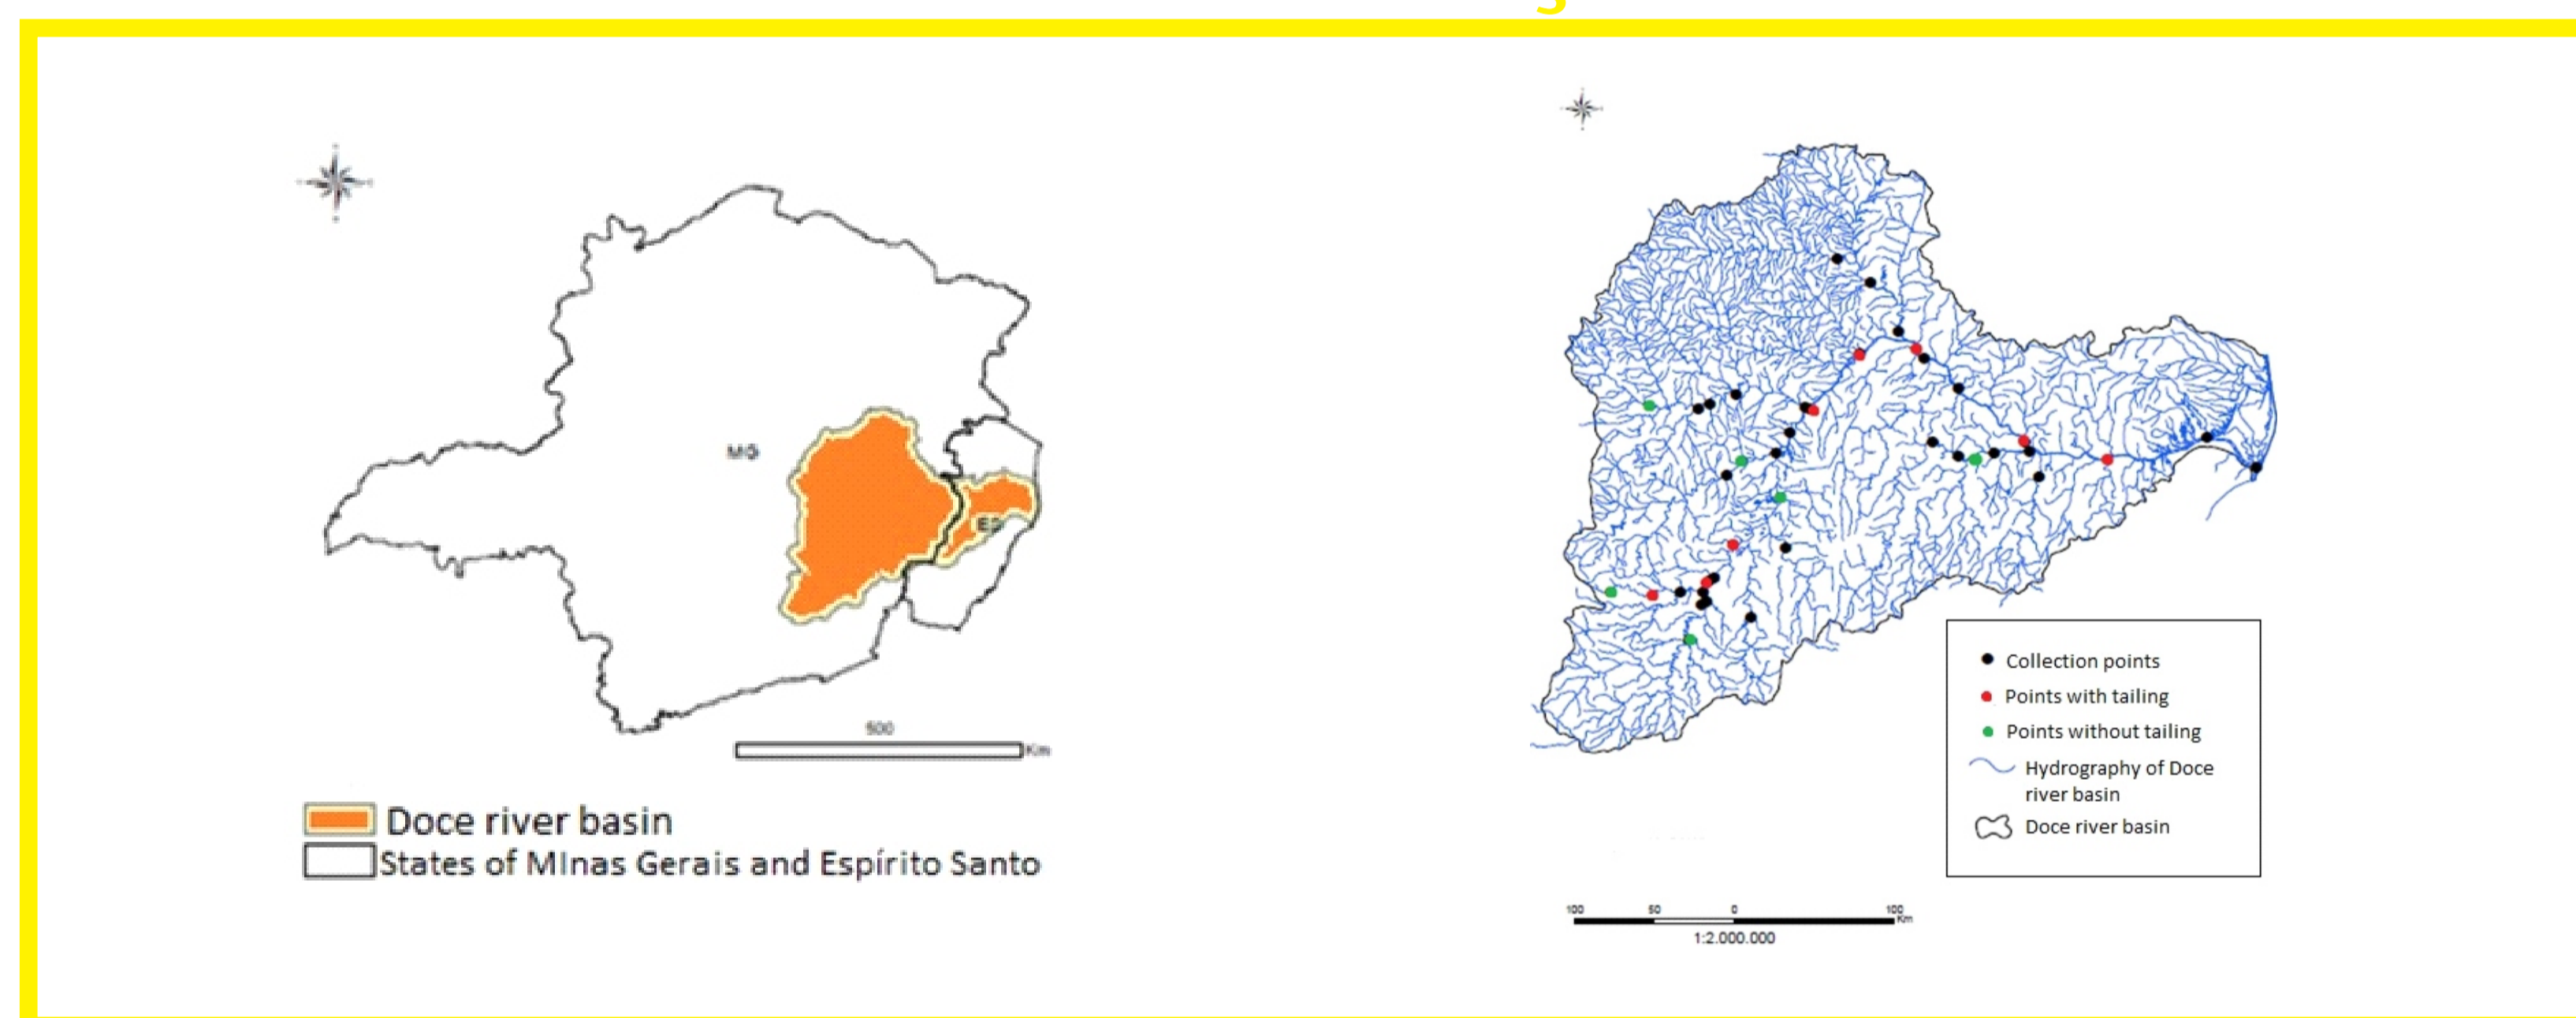 MG
ES
500
Km
Doce river basin
States of MInas Gerais and Espírito Santo
Collection points
Points with tailing
Points without tailing
Hydrography of Doce
river basin
Doce river basin
100 50 0 100
Km
1:2.000.000